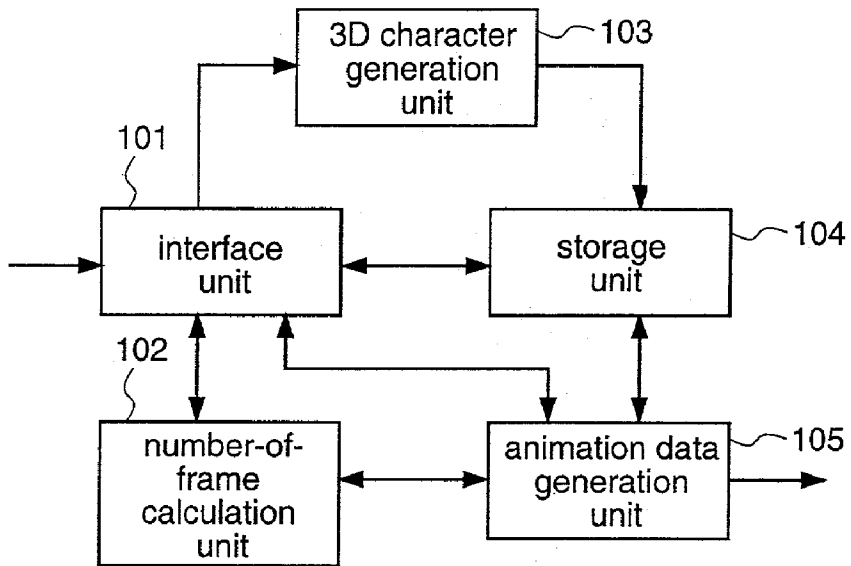 3D character
generation
unit
103
101
interface
unit
storage
unit
104
102
number-of-
frame
calculation
unit
animation data
generation
unit
105